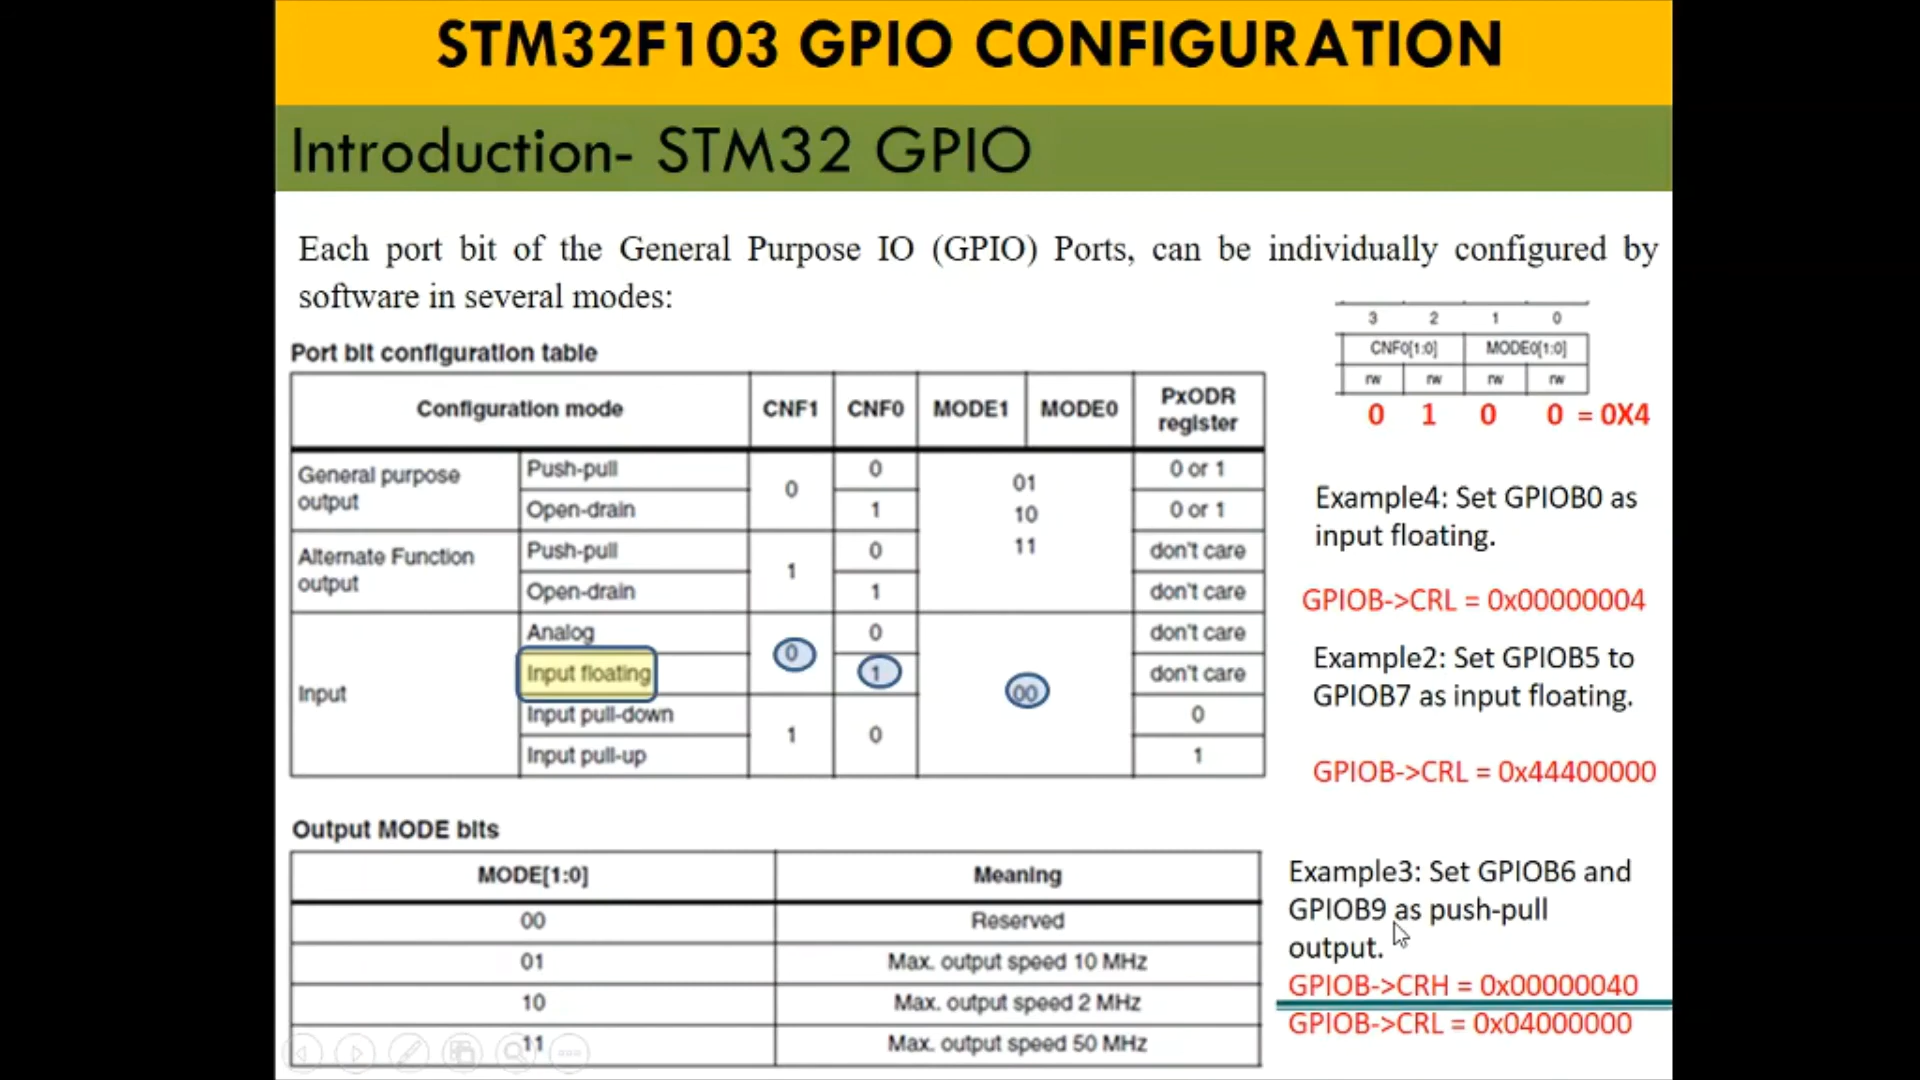 STM32F103 GPIO CONFIGURATION
Introduction- STM32 GPIO
Each port bit of the General Purpose IO (GPIO) Ports, can be individually configured by
software in several modes:
Port bit configuration table
Configuration mode CNF1 CNF0 MODE1 MODE0 PxODR register
General purpose output Push-pull 0 0 01 10 11 0 or 1
Open-drain 1 0 or 1
Alternate Function output Push-pull 1 0 don't care
Open-drain 1 don't care
Input Analog 0 0 00 don't care
Input floating 1 don't care
Input pull-down 1 0 0
Input pull-up 1
Output MODE bits
MODE[1:0] Meaning
00 Reserved
01 Max. output speed 10 MHz
10 Max. output speed 2 MHz
11 Max. output speed 50 MHz
3 2 1 0
CNF0[1:0] MODE0[1:0]
rw rw rw rw
0 1 0 0 = 0X4
Example4: Set GPIOB0 as
input floating.
GPIOB->CRL = 0x00000004
Example2: Set GPIOB5 to
GPIOB7 as input floating.
GPIOB->CRL = 0x44400000
Example3: Set GPIOB6 and
GPIOB9 as push-pull
output.
GPIOB->CRH = 0x00000040
GPIOB->CRL = 0x04000000